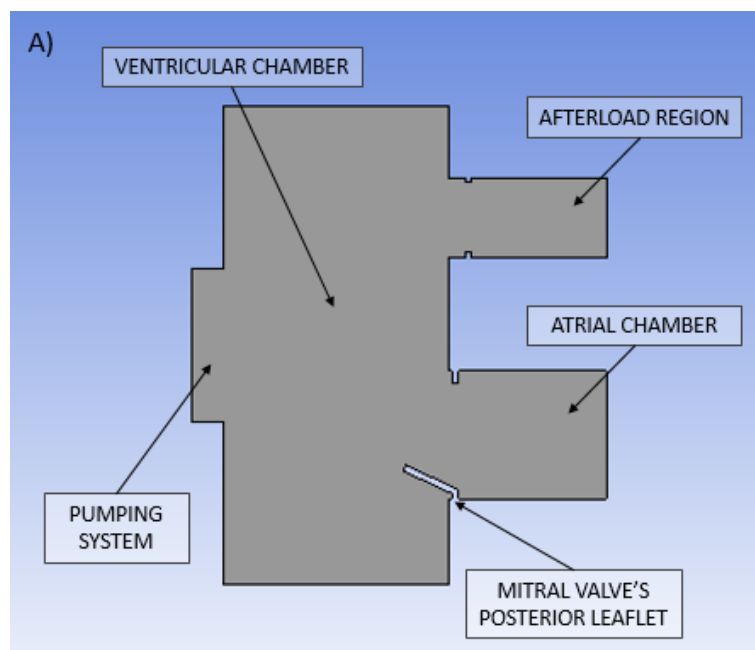 A)
VENTRICULAR CHAMBER
AFTERLOAD REGION
ATRIAL CHAMBER
PUMPING
SYSTEM
MITRAL VALVE’S
POSTERIOR LEAFLET